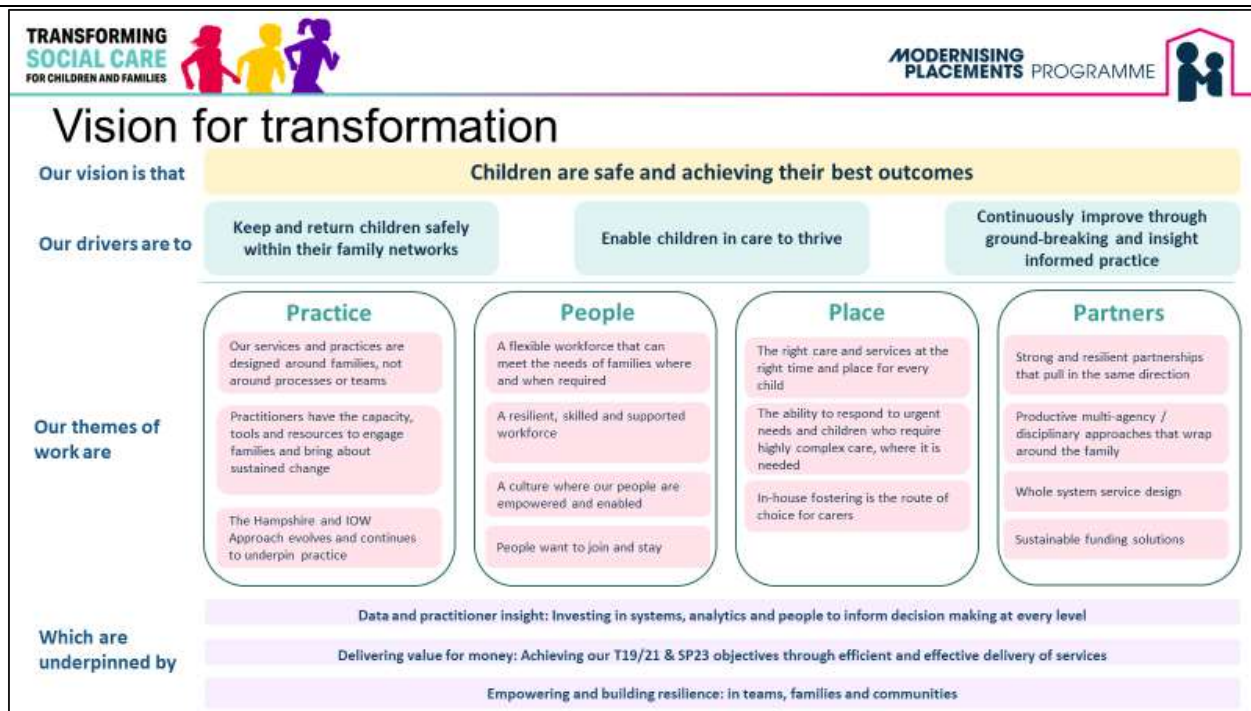 TRANSFORMING
SOCIAL CARE
FOR CHILDREN AND FAMILIES
MODERNISING
PLACEMENTS PROGRAMME
Vision for transformation
Our vision is that
Children are safe and achieving their best outcomes
Our drivers are to
Keep and return children safely
within their family networks
Enable children in care to thrive
Continuously improve through
ground-breaking and insight
informed practice
Our themes of
work are
Practice
Our services and practices are
designed around families, not
around processes or teams
Practitioners have the capacity,
tools and resources to engage
families and bring about
sustained change
The Hampshire and IOW
Approach evolves and continues
to underpin practice
People
A flexible workforce that can
meet the needs of families where
and when required
A resilient, skilled and supported
workforce
A culture where our people are
empowered and enabled
People want to join and stay
Place
The right care and services at the
right time and place for every
child
The ability to respond to urgent
needs and children who require
highly complex care, where it is
needed
In-house fostering is the route of
choice for carers
Partners
Strong and resilient partnerships
that pull in the same direction
Productive multi-agency /
disciplinary approaches that wrap
around the family
Whole system service design
Sustainable funding solutions
Which are
underpinned by
Data and practitioner insight: Investing in systems, analytics and people to inform decision making at every level
Delivering value for money: Achieving our T19/21 & SP23 objectives through efficient and effective delivery of services
Empowering and building resilience: in teams, families and communities